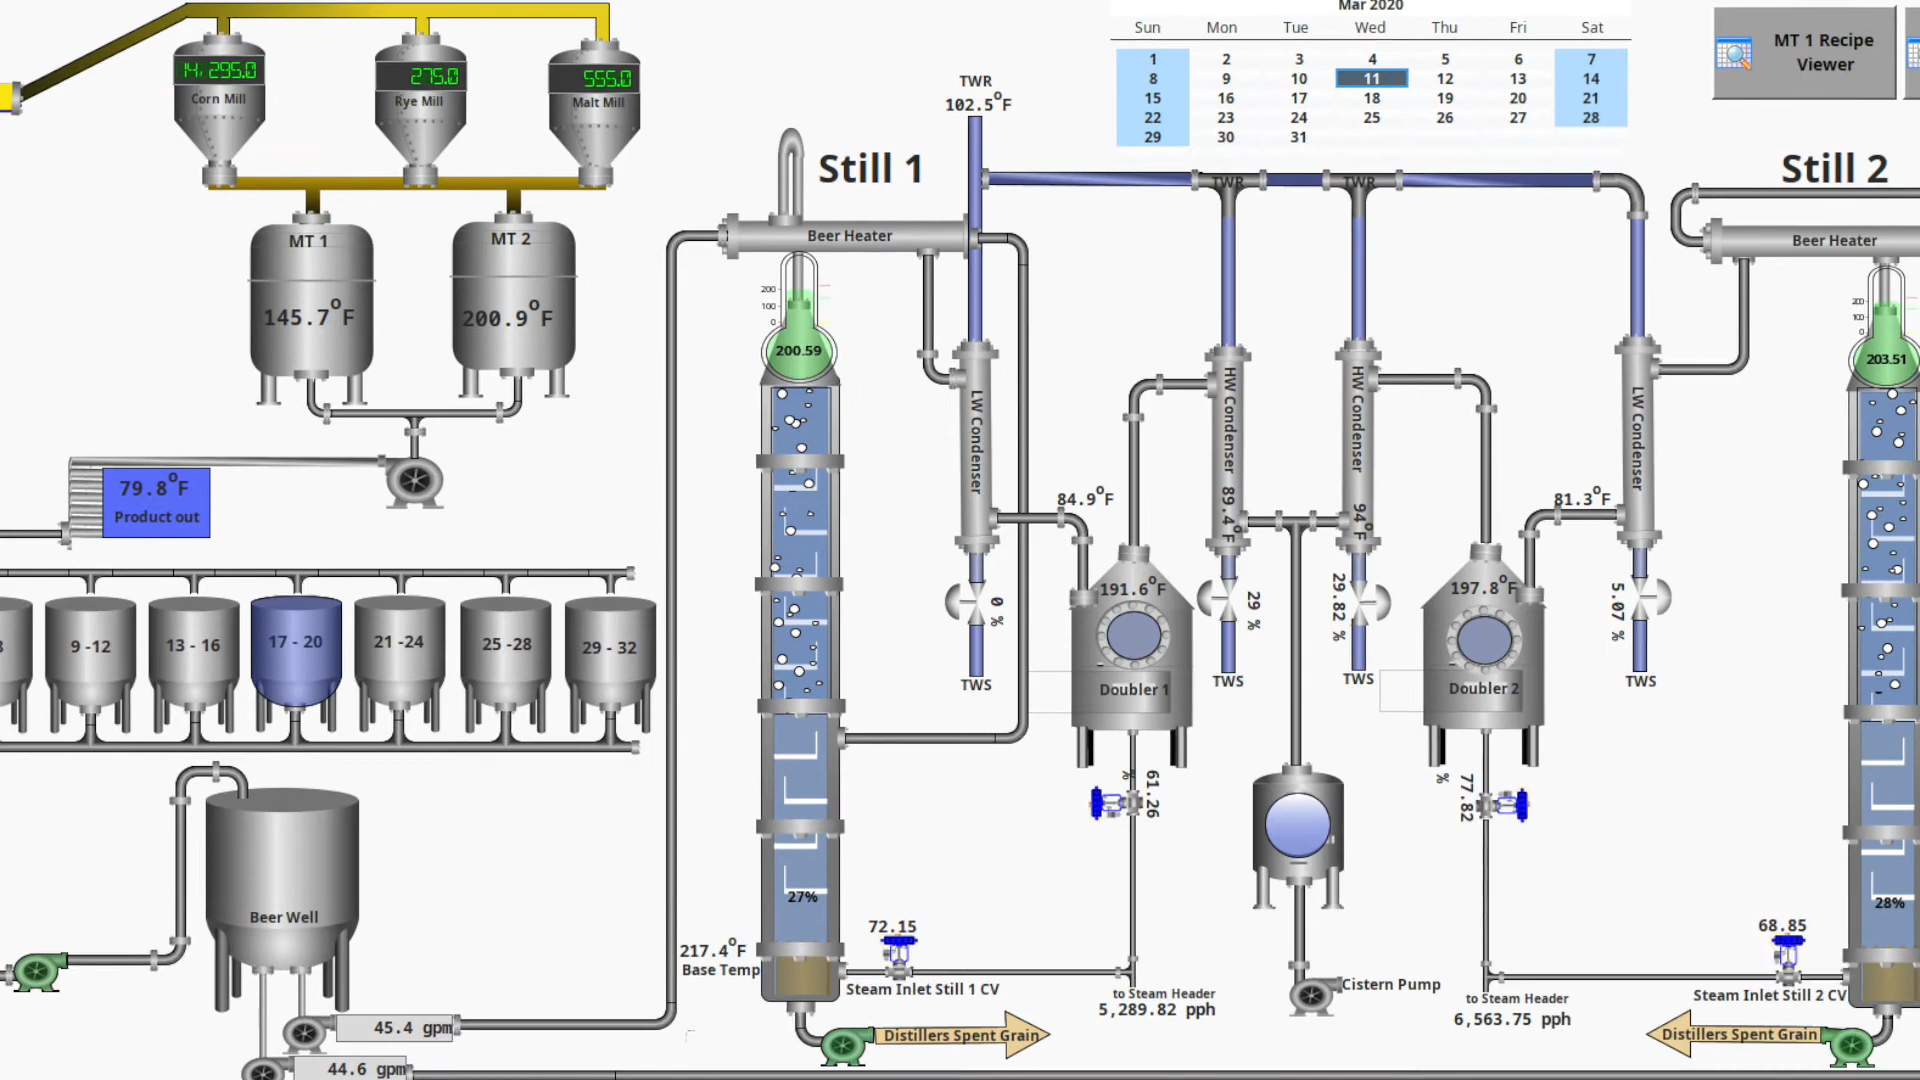 Mar 2020
Sun Mon Tue Wed Thu Fri Sat
1 2 3 4 5 6 7
8 9 10 11 12 13 14
15 16 17 18 19 20 21
22 23 24 25 26 27 28
29 30 31
MT 1 Recipe
Viewer
14,295.0
Corn Mill
275.0
Rye Mill
555.0
Malt Mill
MT 1
145.7°F
MT 2
200.9°F
79.8°F
Product out
9 -12
13 - 16
17 - 20
21 -24
25 -28
29 - 32
Beer Well
45.4 gpm
44.6 gpm
Still 1
Beer Heater
200
100
0
200.59
27%
217.4°F
Base Temp
72.15
Steam Inlet Still 1 CV
Distillers Spent Grain
TWR
102.5°F
LW Condenser
0 %
TWS
84.9°F
191.6°F
Doubler 1
61.26 %
to Steam Header
5,289.82 pph
TWR
HW Condenser
89.4°F
29 %
TWS
TWR
HW Condenser
94°F
29.82 %
TWS
Cistern Pump
197.8°F
Doubler 2
77.82 %
to Steam Header
6,563.75 pph
81.3°F
LW Condenser
5.07 %
TWS
Still 2
Beer Heater
200
100
0
203.51
28%
68.85
Steam Inlet Still 2 CV
Distillers Spent Grain